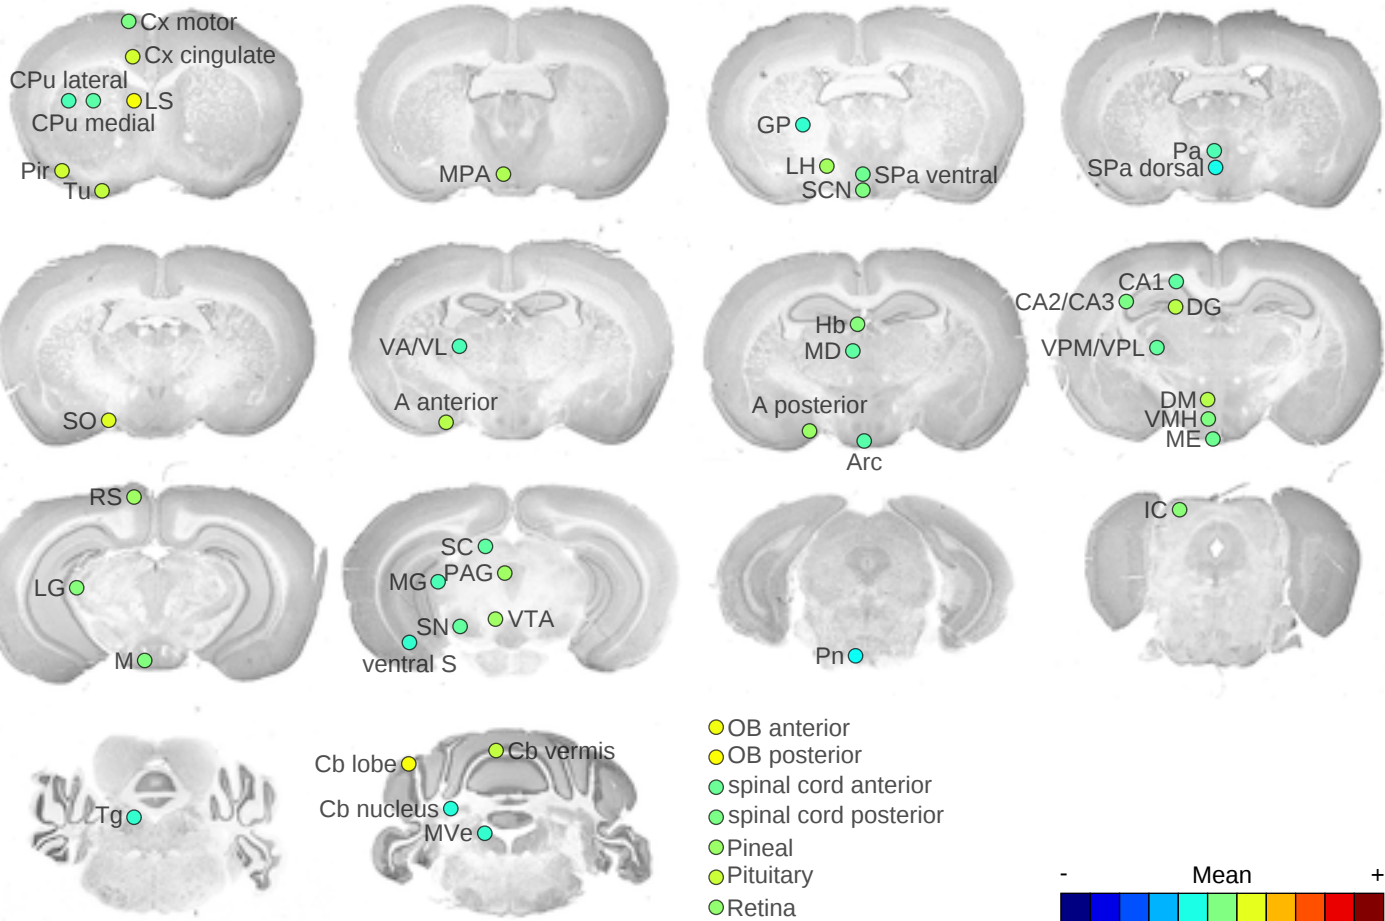 Cx motor
Cx cingulate
CPu lateral
LS
CPu medial
Pir
Tu
MPA
GP
LH
SPa ventral
SCN
Pa
SPa dorsal
SO
VA/VL
A anterior
Hb
MD
A posterior
Arc
CA1
CA2/CA3
DG
VPM/VPL
DM
VMH
ME
RS
LG
M
SC
MG
PAG
SN
VTA
ventral S
Pn
IC
Tg
Cb lobe
Cb vermis
Cb nucleus
MVe
OB anterior
OB posterior
spinal cord anterior
spinal cord posterior
Pineal
Pituitary
Retina
- Mean +